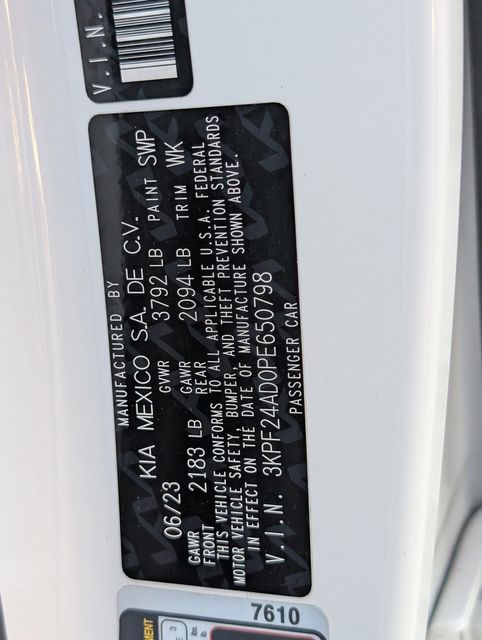 V.I.N.
MANUFACTURED BY
KIA MEXICO S.A. DE C.V.
06/23 GVWR 3792 LB PAINT SWP
GAWR FRONT 2183 LB GAWR REAR 2094 LB TRIM WK
THIS VEHICLE CONFORMS TO ALL APPLICABLE U.S.A. FEDERAL
MOTOR VEHICLE SAFETY, BUMPER, AND THEFT PREVENTION STANDARDS
IN EFFECT ON THE DATE OF MANUFACTURE SHOWN ABOVE.
V.I.N. 3KPF24AD0PE650798
PASSENGER CAR
7610